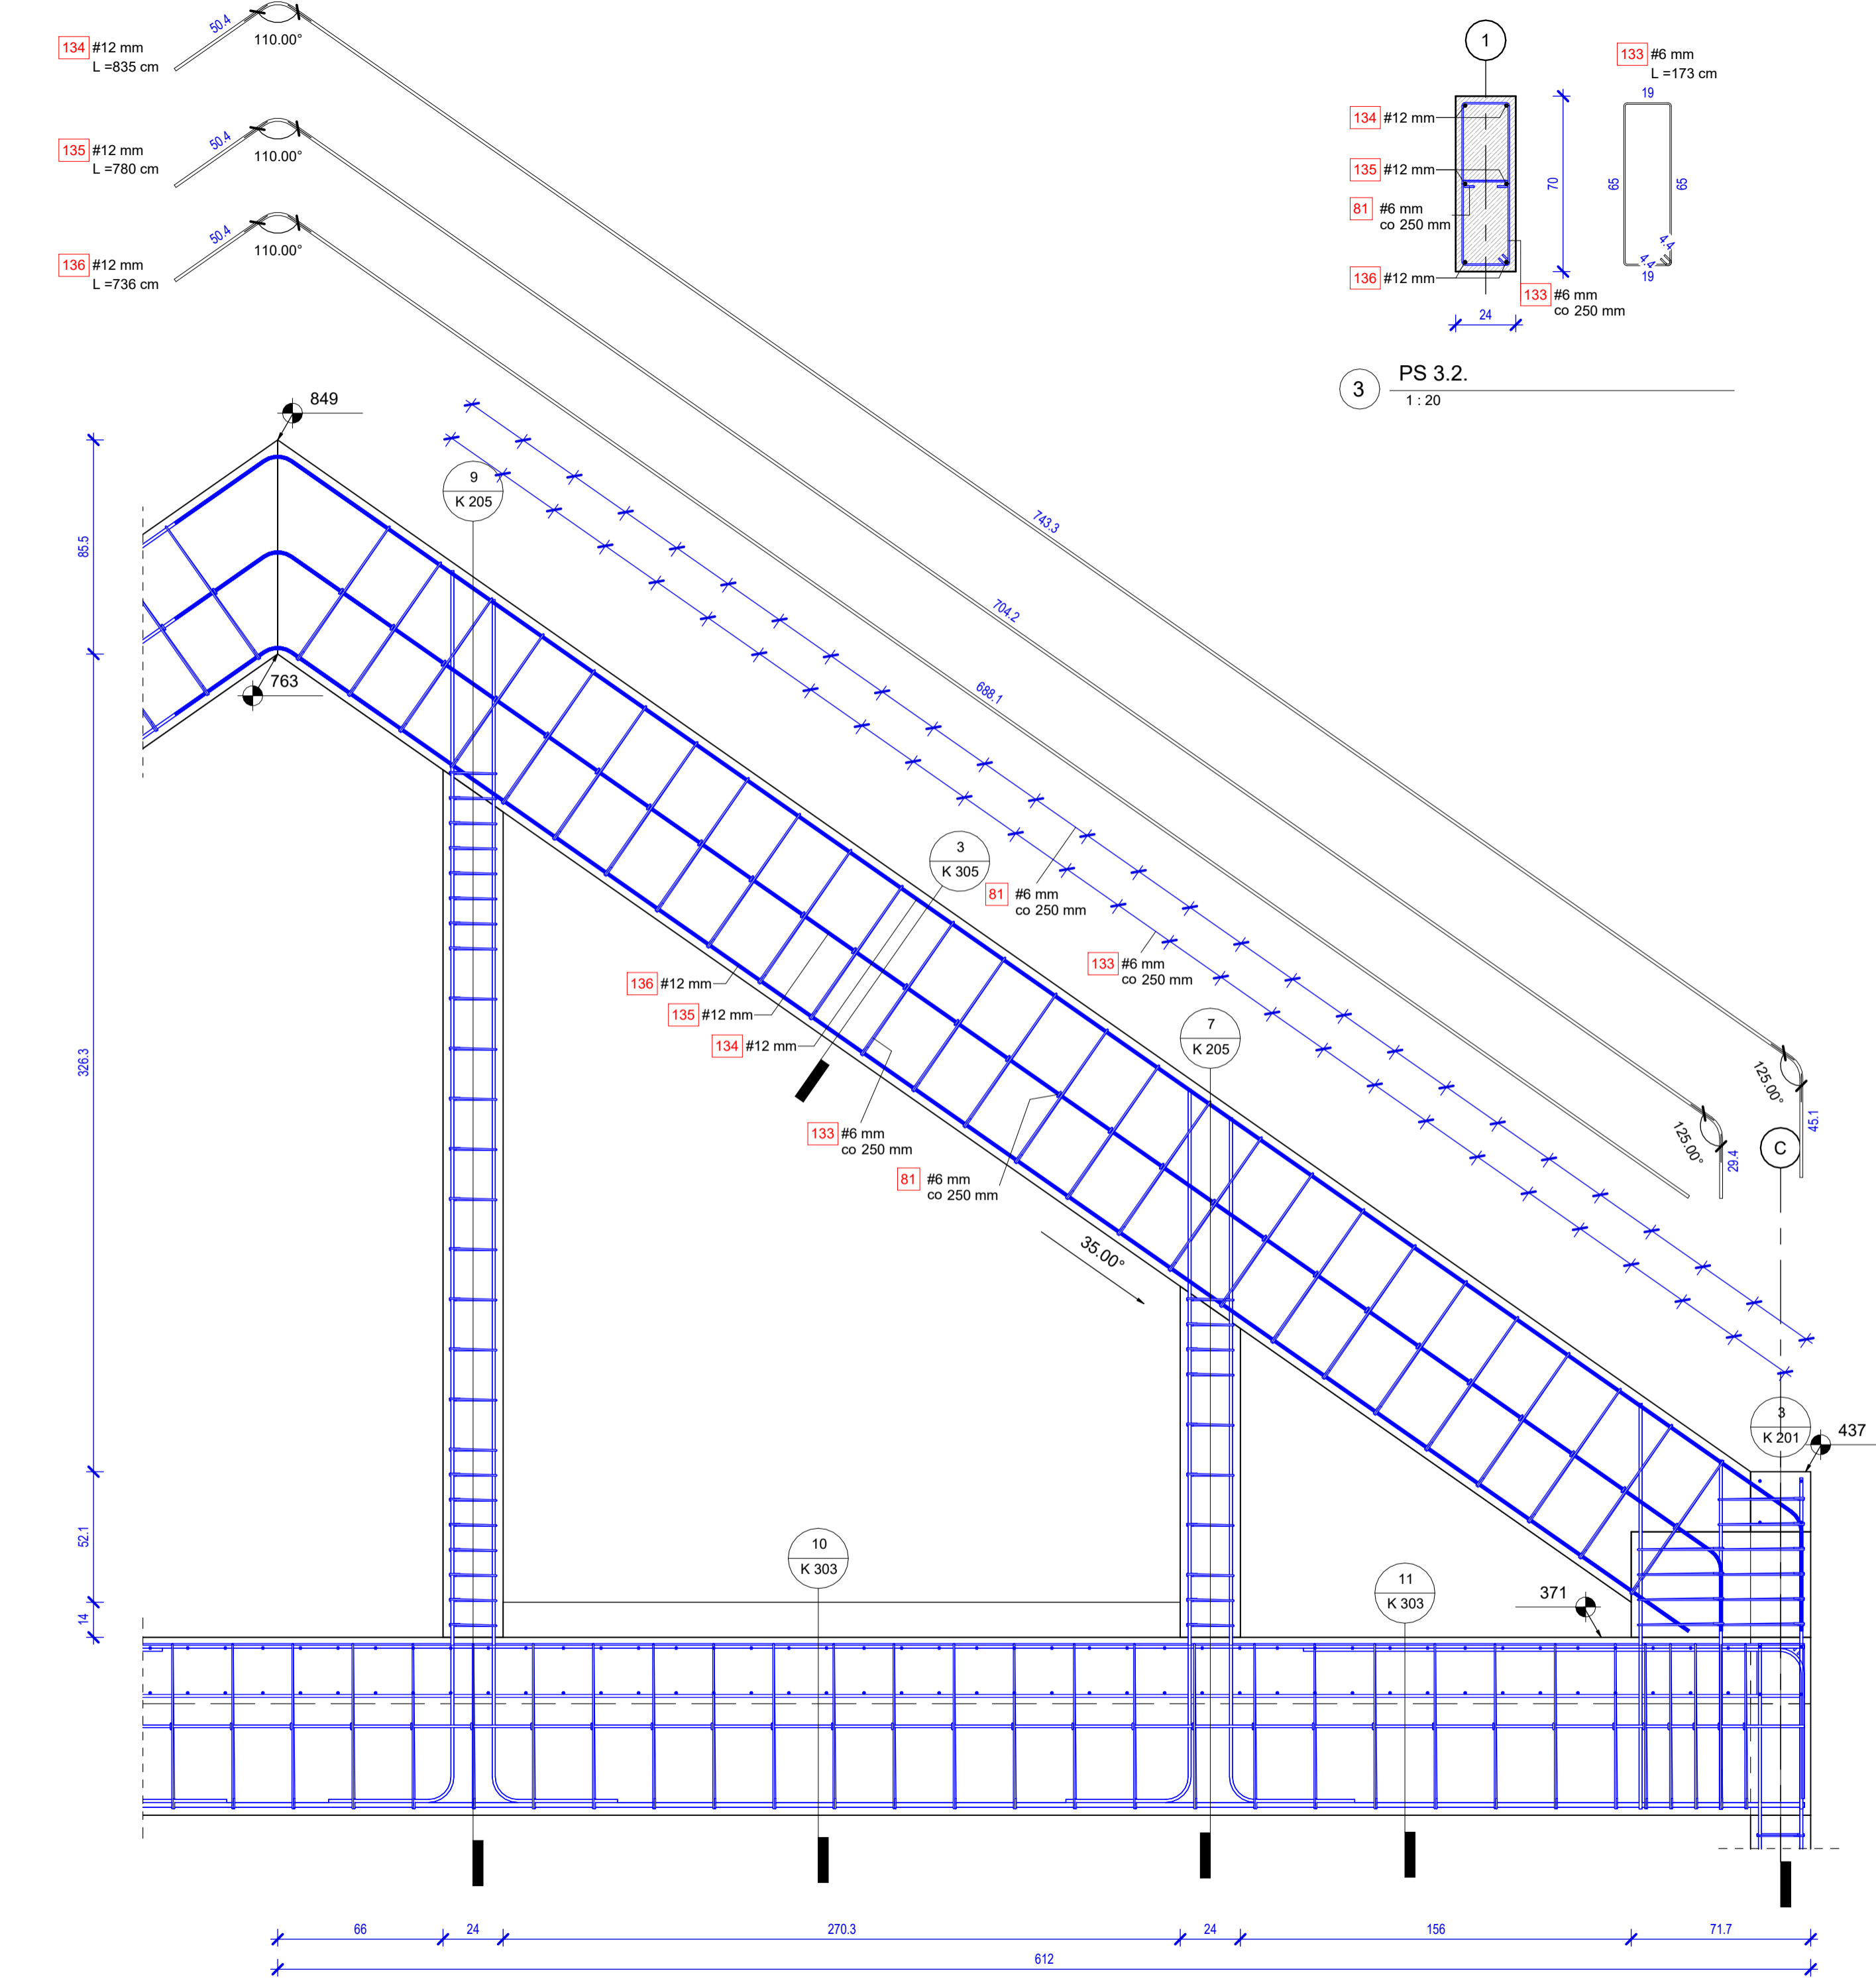 50.4
110.00°
134 #12 mm
L =835 cm
50.4
110.00°
135 #12 mm
L =780 cm
50.4
110.00°
136 #12 mm
L =736 cm
1
133 #6 mm
L =173 cm
19
65
65
4.4
4.4
19
134 #12 mm
135 #12 mm
81 #6 mm
co 250 mm
136 #12 mm
133 #6 mm
co 250 mm
70
24
3
PS 3.2.
1 : 20
849
763
9
K 205
743.3
704.2
688.1
85.5
326.3
52.1
14
3
K 305
81 #6 mm
co 250 mm
133 #6 mm
co 250 mm
136 #12 mm
135 #12 mm
134 #12 mm
133 #6 mm
co 250 mm
81 #6 mm
co 250 mm
7
K 205
35.00°
125.00°
45.1
125.00°
29.4
C
3
K 201
437
10
K 303
11
K 303
371
66
24
270.3
24
156
71.7
612